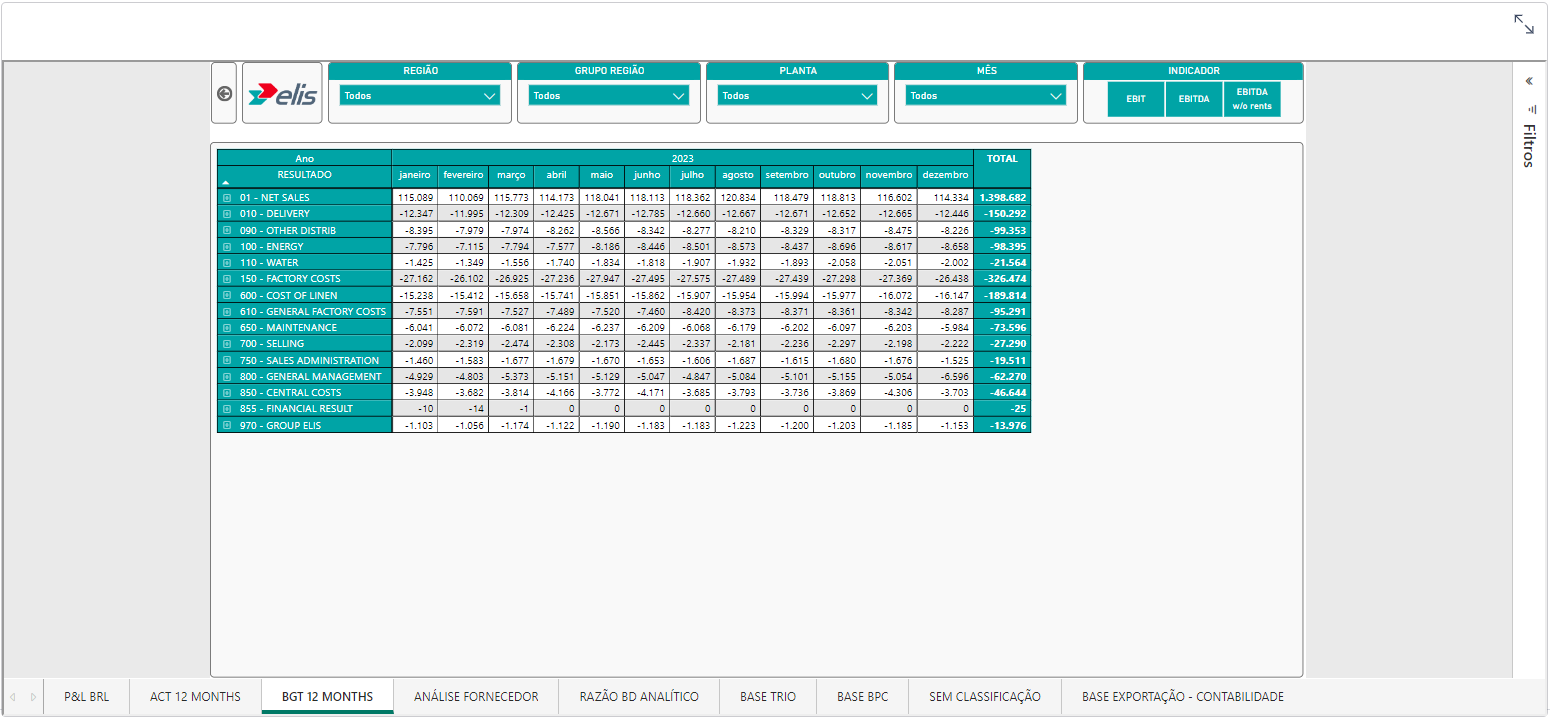 REGIÃO GRUPO REGIÃO PLANTA MÊS INDICADOR
elis Todos Todos Todos Todos EBIT EBITDA EBITDA w/o rents
Filtros
Ano 2023 TOTAL
RESULTADO janeiro fevereiro março abril maio junho julho agosto setembro outubro novembro dezembro
01 - NET SALES 115.089 110.069 115.773 114.173 118.041 118.113 118.362 120.834 118.479 118.813 116.602 114.334 1.398.682
010 - DELIVERY -12.347 -11.995 -12.309 -12.425 -12.671 -12.785 -12.660 -12.667 -12.671 -12.652 -12.665 -12.446 -150.292
090 - OTHER DISTRIB -8.395 -7.979 -7.974 -8.262 -8.566 -8.342 -8.277 -8.210 -8.329 -8.317 -8.475 -8.226 -99.353
100 - ENERGY -7.796 -7.115 -7.794 -7.577 -8.186 -8.446 -8.501 -8.573 -8.437 -8.696 -8.617 -8.658 -98.395
110 - WATER -1.425 -1.349 -1.556 -1.740 -1.834 -1.818 -1.907 -1.932 -1.893 -2.058 -2.051 -2.002 -21.564
150 - FACTORY COSTS -27.162 -26.102 -26.925 -27.236 -27.947 -27.495 -27.575 -27.489 -27.439 -27.298 -27.369 -26.438 -326.474
600 - COST OF LINEN -15.238 -15.412 -15.658 -15.741 -15.851 -15.862 -15.907 -15.954 -15.994 -15.977 -16.072 -16.147 -189.814
610 - GENERAL FACTORY COSTS -7.551 -7.591 -7.527 -7.489 -7.520 -7.460 -8.420 -8.373 -8.371 -8.361 -8.342 -8.287 -95.291
650 - MAINTENANCE -6.041 -6.072 -6.081 -6.224 -6.237 -6.209 -6.068 -6.179 -6.202 -6.097 -6.203 -5.984 -73.596
700 - SELLING -2.099 -2.319 -2.474 -2.308 -2.173 -2.445 -2.337 -2.181 -2.236 -2.297 -2.198 -2.222 -27.290
750 - SALES ADMINISTRATION -1.460 -1.583 -1.677 -1.679 -1.670 -1.653 -1.606 -1.687 -1.615 -1.680 -1.676 -1.525 -19.511
800 - GENERAL MANAGEMENT -4.929 -4.803 -5.373 -5.151 -5.129 -5.047 -4.847 -5.084 -5.101 -5.155 -5.054 -6.596 -62.270
850 - CENTRAL COSTS -3.948 -3.682 -3.814 -4.166 -3.772 -4.171 -3.685 -3.793 -3.736 -3.869 -4.306 -3.703 -46.644
855 - FINANCIAL RESULT -10 -14 -1 0 0 0 0 0 0 0 0 0 -25
970 - GROUP ELIS -1.103 -1.056 -1.174 -1.122 -1.190 -1.183 -1.183 -1.223 -1.200 -1.203 -1.185 -1.153 -13.976
P&L BRL ACT 12 MONTHS BGT 12 MONTHS ANÁLISE FORNECEDOR RAZÃO BD ANALÍTICO BASE TRIO BASE BPC SEM CLASSIFICAÇÃO BASE EXPORTAÇÃO - CONTABILIDADE